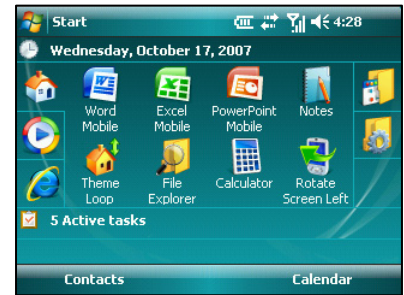 Start 4:28
Wednesday, October 17, 2007
Word Mobile Excel Mobile PowerPoint Mobile Notes
Theme Loop File Explorer Calculator Rotate Screen Left
5 Active tasks
Contacts Calendar